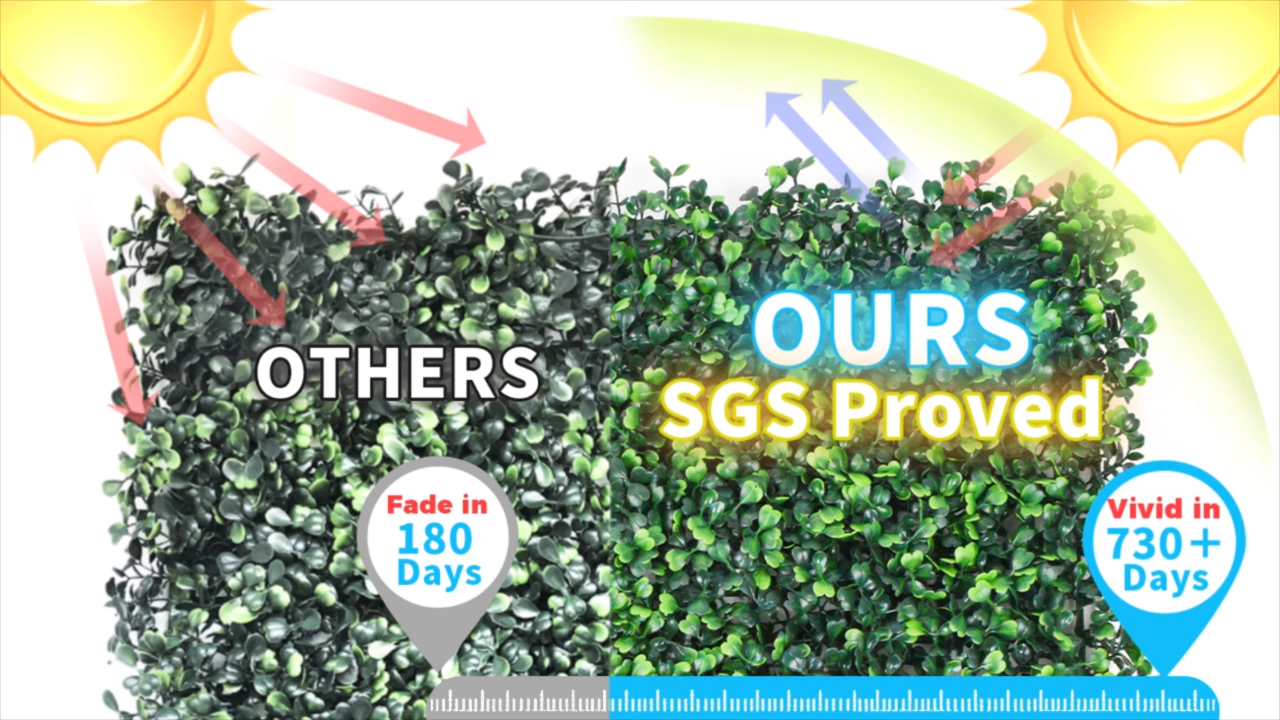 OTHERS
OURS
SGS Proved
Fade in
180
Days
Vivid in
730+
Days